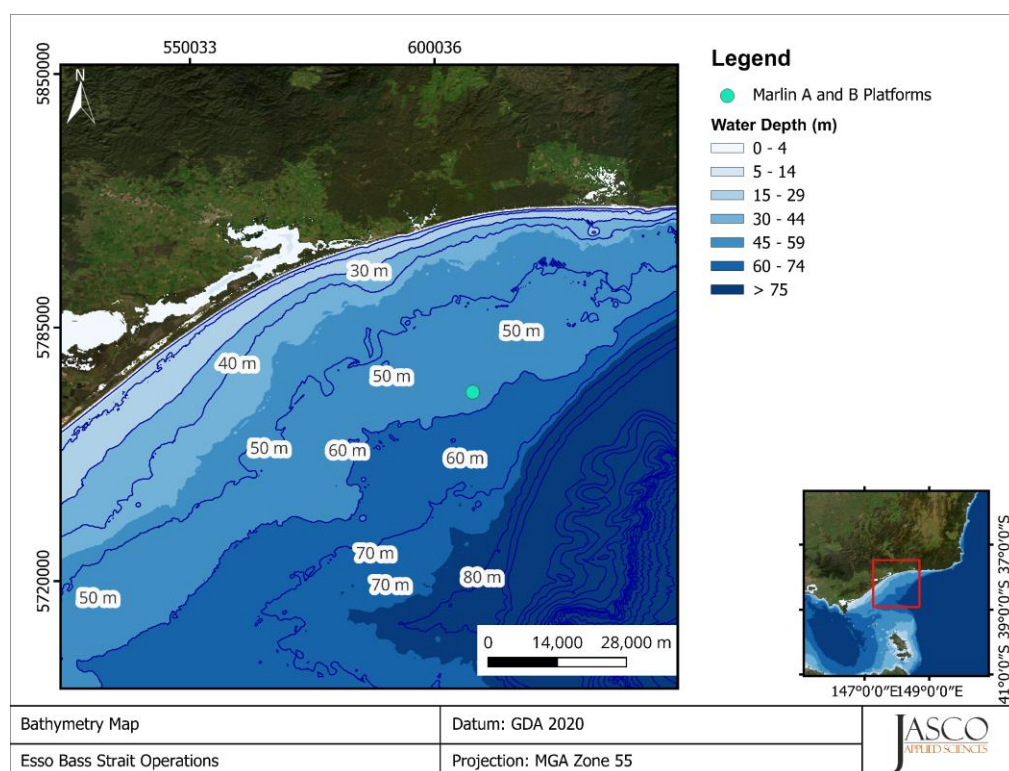 550033
600036
5850000
N
5785000
5720000
30 m
40 m
50 m
50 m
50 m
60 m
60 m
70 m
70 m
80 m
50 m
0 14,000 28,000 m
Legend
Marlin A and B Platforms
Water Depth (m)
0 - 4
5 - 14
15 - 29
30 - 44
45 - 59
60 - 74
> 75
37°0'0"S
39°0'0"S
41°0'0"S
147°0'0"E
149°0'0"E
Bathymetry Map
Datum: GDA 2020
Esso Bass Strait Operations
Projection: MGA Zone 55
JASCO
APPLIED SCIENCES